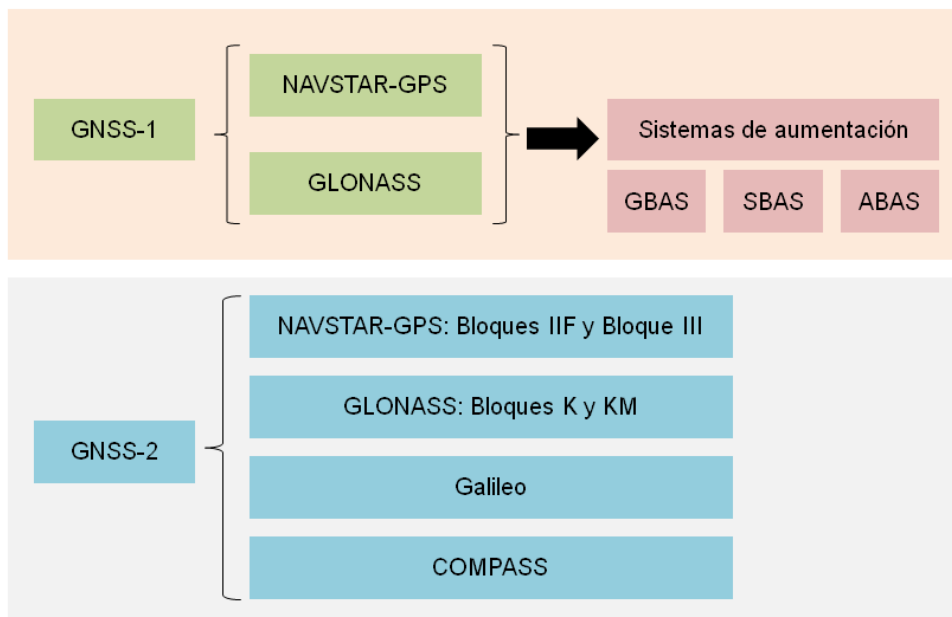 GNSS-1
NAVSTAR-GPS
GLONASS
Sistemas de aumentación
GBAS
SBAS
ABAS
GNSS-2
NAVSTAR-GPS: Bloques IIF y Bloque III
GLONASS: Bloques K y KM
Galileo
COMPASS